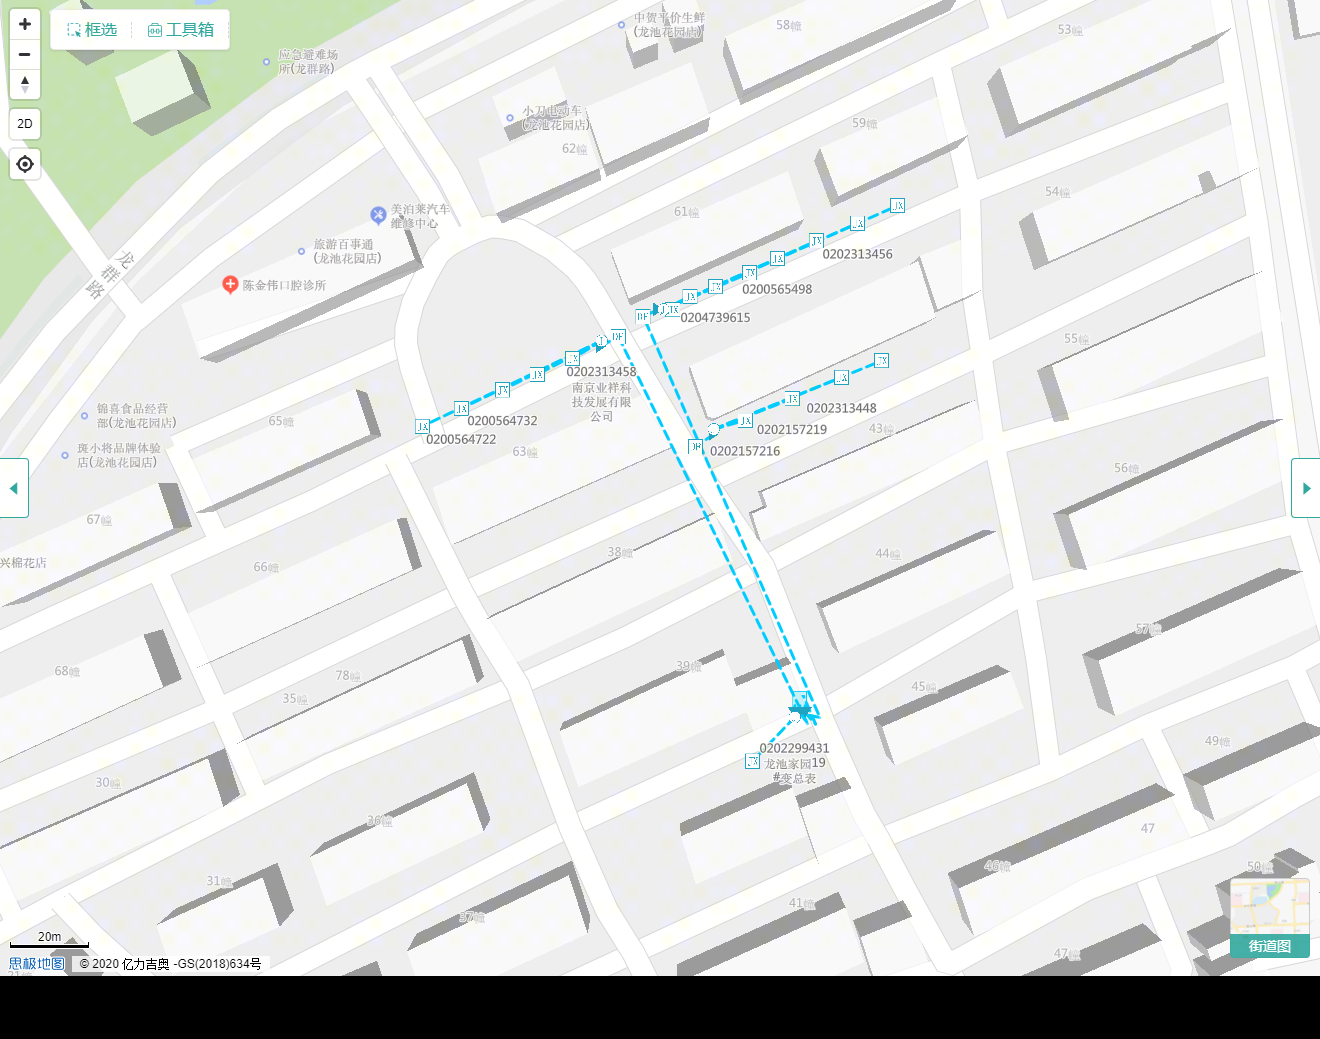 框选
工具箱
2D
中贺平价生鲜
(龙池花园店)
58幢
53幢
应急避难场
所(龙群路)
小刀电动车
(龙池花园店)
59幢
62幢
54幢
61幢
美泊莱汽车
维修中心
旅游百事通
(龙池花园店)
龙群路
陈金伟口腔诊所
0202313456
0200565498
0204739615
JX
DF
0202313458
南京业祥科
技发展有限
公司
55幢
0202313448
锦喜食品经营
部(龙池花园店)
65幢
0200564732
0200564722
0202157219
43幢
63幢
0202157216
斑小将品牌体验
店(龙池花园店)
56幢
67幢
兴棉花店
66幢
38幢
44幢
57幢
68幢
78幢
35幢
39幢
45幢
49幢
0202299431
龙池家园19
#变总表
30幢
36幢
47
31幢
46幢
50幢
37幢
41幢
47幢
20m
街道图
思极地图
© 2020 亿力吉奥 -GS(2018)634号